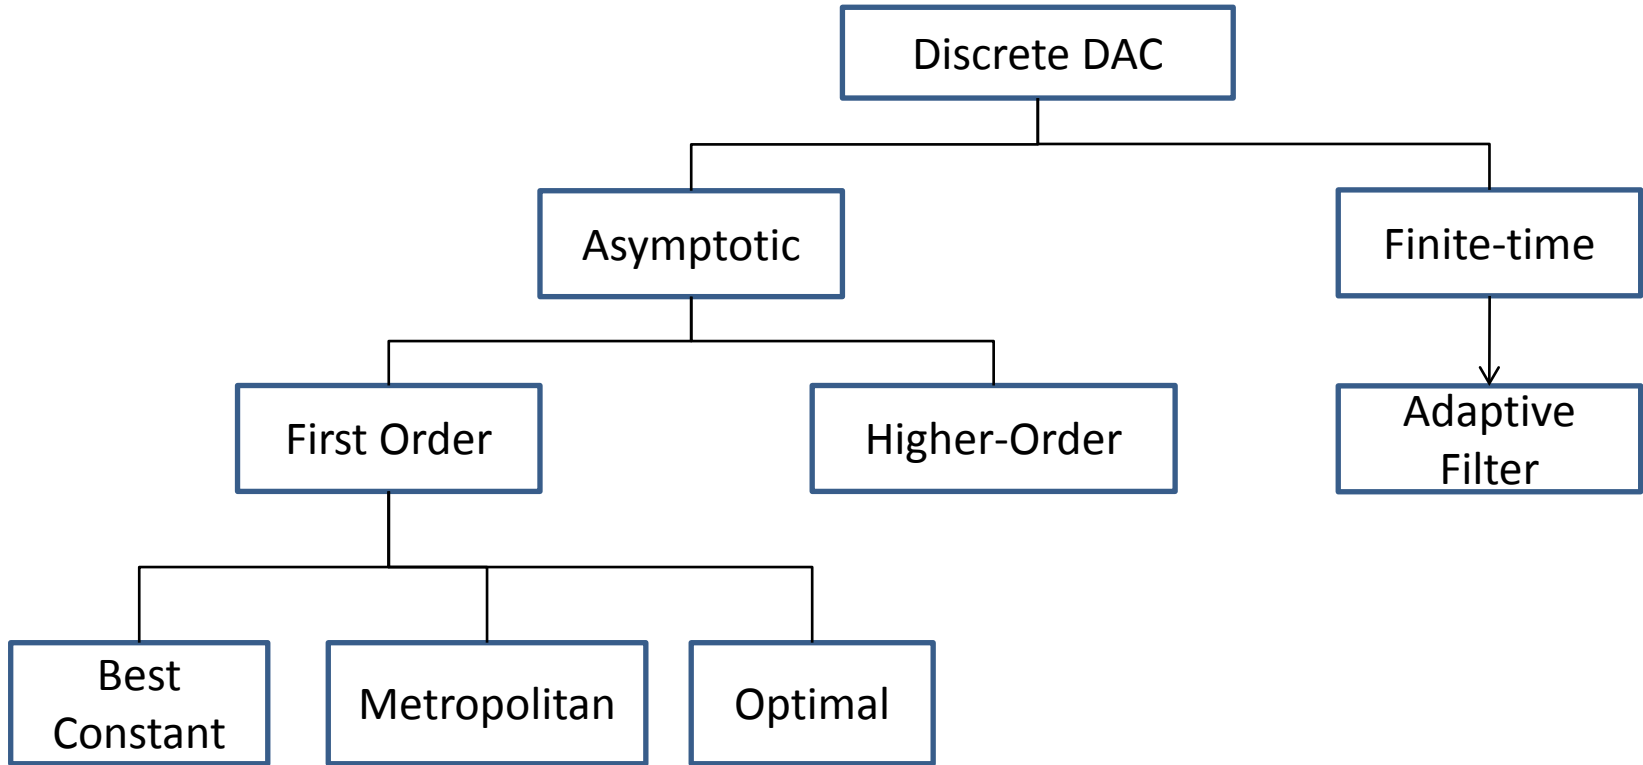 Discrete DAC
Asymptotic
Finite-time
First Order
Higher-Order
Adaptive
Filter
Best
Constant
Metropolitan
Optimal